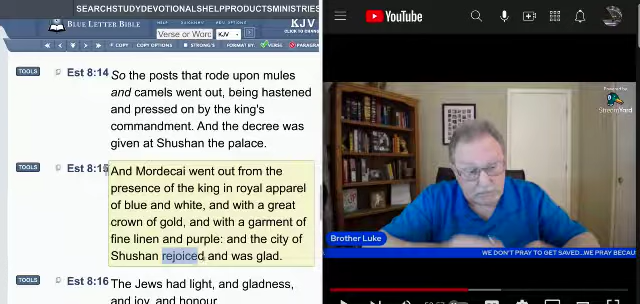 SEARCHSTUDYDEVOTIONALSHELPPRODUCTSMINISTRIES
BLUE LETTER BIBLE
Verse or Word
KJV
KJV
COPY
COPY OPTIONS
STRONG'S
FORMAT BY:
VERSE
PARAGRAPH
TOOLS
Est 8:14
So the posts that rode upon mules
and camels went out, being hastened
and pressed on by the king's
commandment. And the decree was
given at Shushan the palace.
TOOLS
Est 8:15
And Mordecai went out from the
presence of the king in royal apparel
of blue and white, and with a great
crown of gold, and with a garment of
fine linen and purple: and the city of
Shushan rejoiced and was glad.
TOOLS
Est 8:16
The Jews had light, and gladness,
and joy, and honour.
YouTube
Powered by
StreamYard
Brother Luke
WE DON'T PRAY TO GET SAVED...WE PRAY BECAU